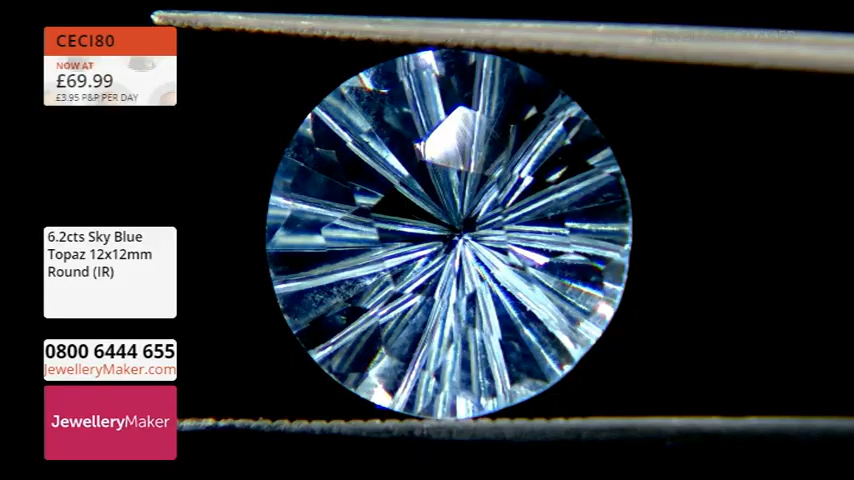 CECI80
NOW AT
£69.99
£3.95 P&P PER DAY
6.2cts Sky Blue
Topaz 12x12mm
Round (IR)
0800 6444 655
JewelleryMaker.com
JewelleryMaker